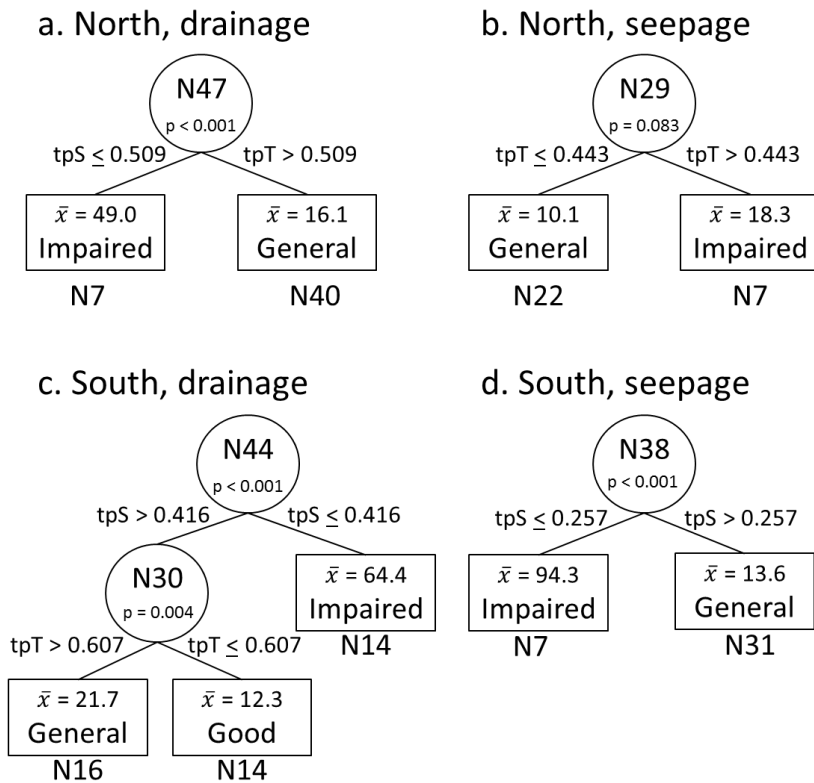 a. North, drainage
N47
p < 0.001
tpS ≤ 0.509
tpT > 0.509
x̄ = 49.0
Impaired
N7
x̄ = 16.1
General
N40
b. North, seepage
N29
p = 0.083
tpT ≤ 0.443
tpT > 0.443
x̄ = 10.1
General
N22
x̄ = 18.3
Impaired
N7
c. South, drainage
N44
p < 0.001
tpS > 0.416
tpS ≤ 0.416
N30
p = 0.004
x̄ = 64.4
Impaired
N14
tpT > 0.607
tpT ≤ 0.607
x̄ = 21.7
General
N16
x̄ = 12.3
Good
N14
d. South, seepage
N38
p < 0.001
tpS ≤ 0.257
tpS > 0.257
x̄ = 94.3
Impaired
N7
x̄ = 13.6
General
N31